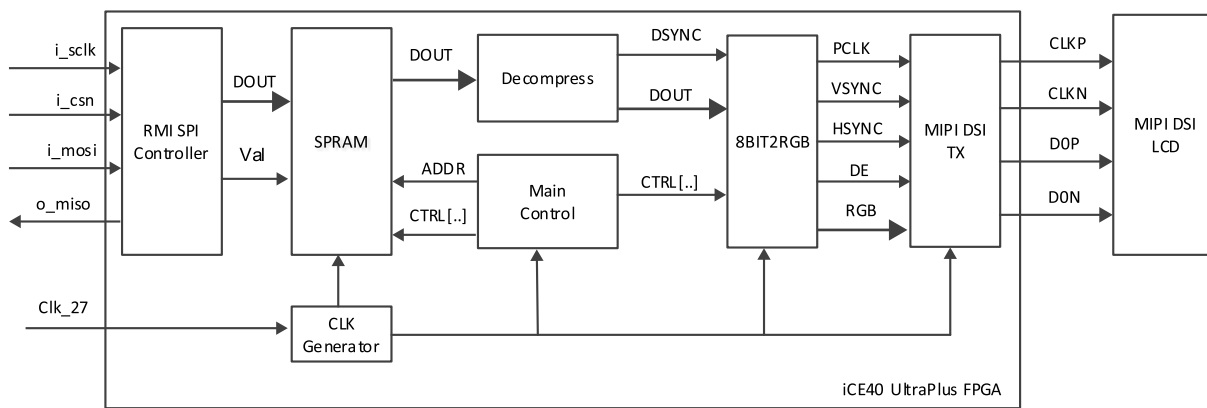 i_sclk
i_csn
i_mosi
o_miso
Clk_27
RMI SPI
Controller
DOUT
Val
SPRAM
DOUT
ADDR
CTRL[..]
Decompress
Main
Control
CLK
Generator
DSYNC
DOUT
CTRL[..]
8BIT2RGB
PCLK
VSYNC
HSYNC
DE
RGB
MIPI DSI
TX
CLKP
CLKN
D0P
D0N
MIPI DSI
LCD
iCE40 UltraPlus FPGA